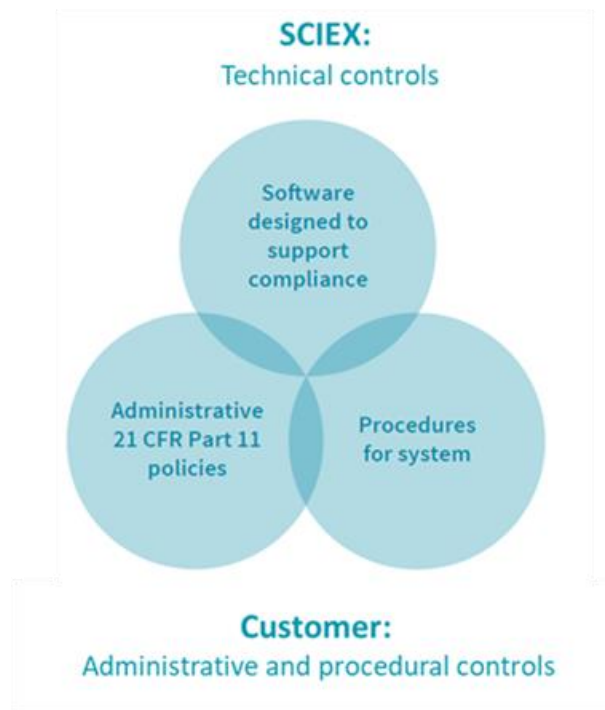 SCIEX:
Technical controls
Software
designed to
support
compliance
Administrative
21 CFR Part 11
policies
Procedures
for system
Customer:
Administrative and procedural controls